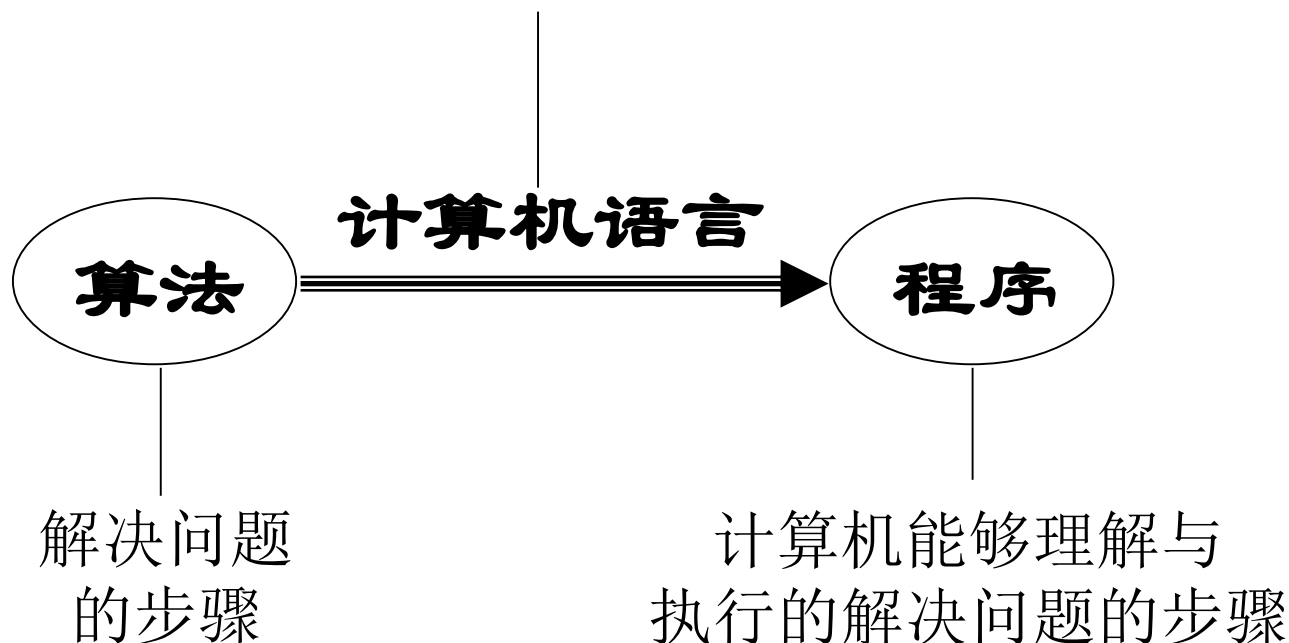 计算机语言
算法
程序
解决问题
的步骤
计算机能够理解与
执行的解决问题的步骤